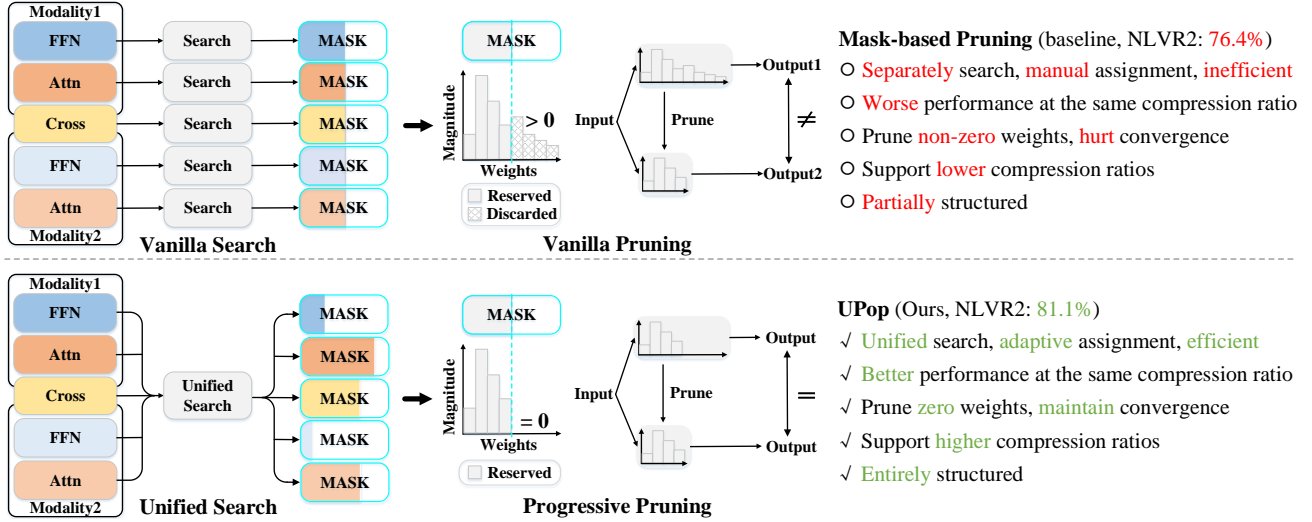 Modality1
FFN
Search
MASK
Attn
Search
MASK
Cross
Search
MASK
FFN
Search
MASK
Attn
Search
MASK
Modality2
Vanilla Search
MASK
Magnitude
> 0
Weights
Reserved
Discarded
Input
Prune
Output1
Output2
≠
Vanilla Pruning
Mask-based Pruning (baseline, NLVR2: 76.4%)
Separately search, manual assignment, inefficient
Worse performance at the same compression ratio
Prune non-zero weights, hurt convergence
Support lower compression ratios
Partially structured
Modality1
FFN
Attn
Cross
FFN
Attn
Modality2
Unified
Search
MASK
MASK
MASK
MASK
MASK
Unified Search
MASK
Magnitude
= 0
Weights
Reserved
Input
Prune
Output
Output
=
Progressive Pruning
UPop (Ours, NLVR2: 81.1%)
√ Unified search, adaptive assignment, efficient
√ Better performance at the same compression ratio
√ Prune zero weights, maintain convergence
√ Support higher compression ratios
√ Entirely structured